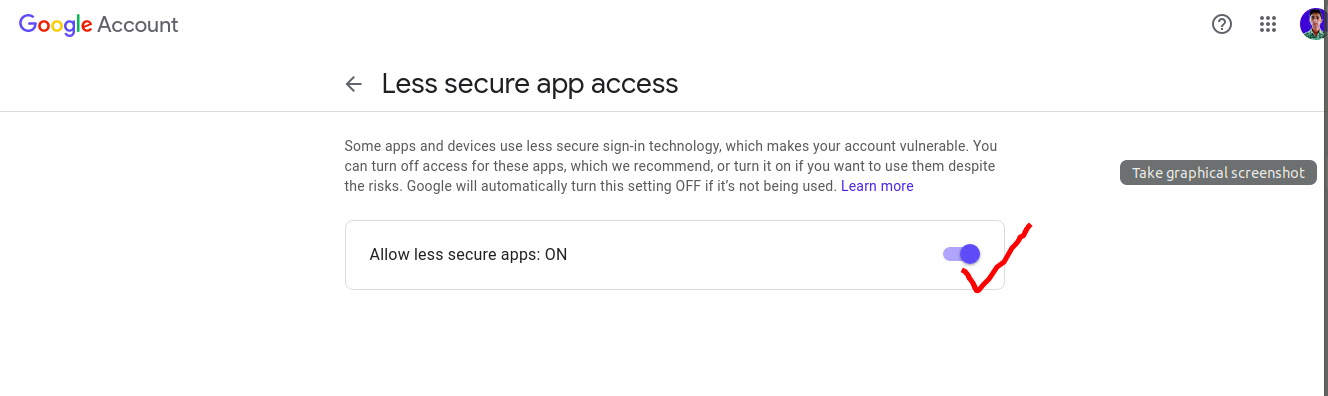 Google Account
Less secure app access
Some apps and devices use less secure sign-in technology, which makes your account vulnerable. You
can turn off access for these apps, which we recommend, or turn it on if you want to use them despite
the risks. Google will automatically turn this setting OFF if it's not being used. Learn more
Take graphical screenshot
Allow less secure apps: ON